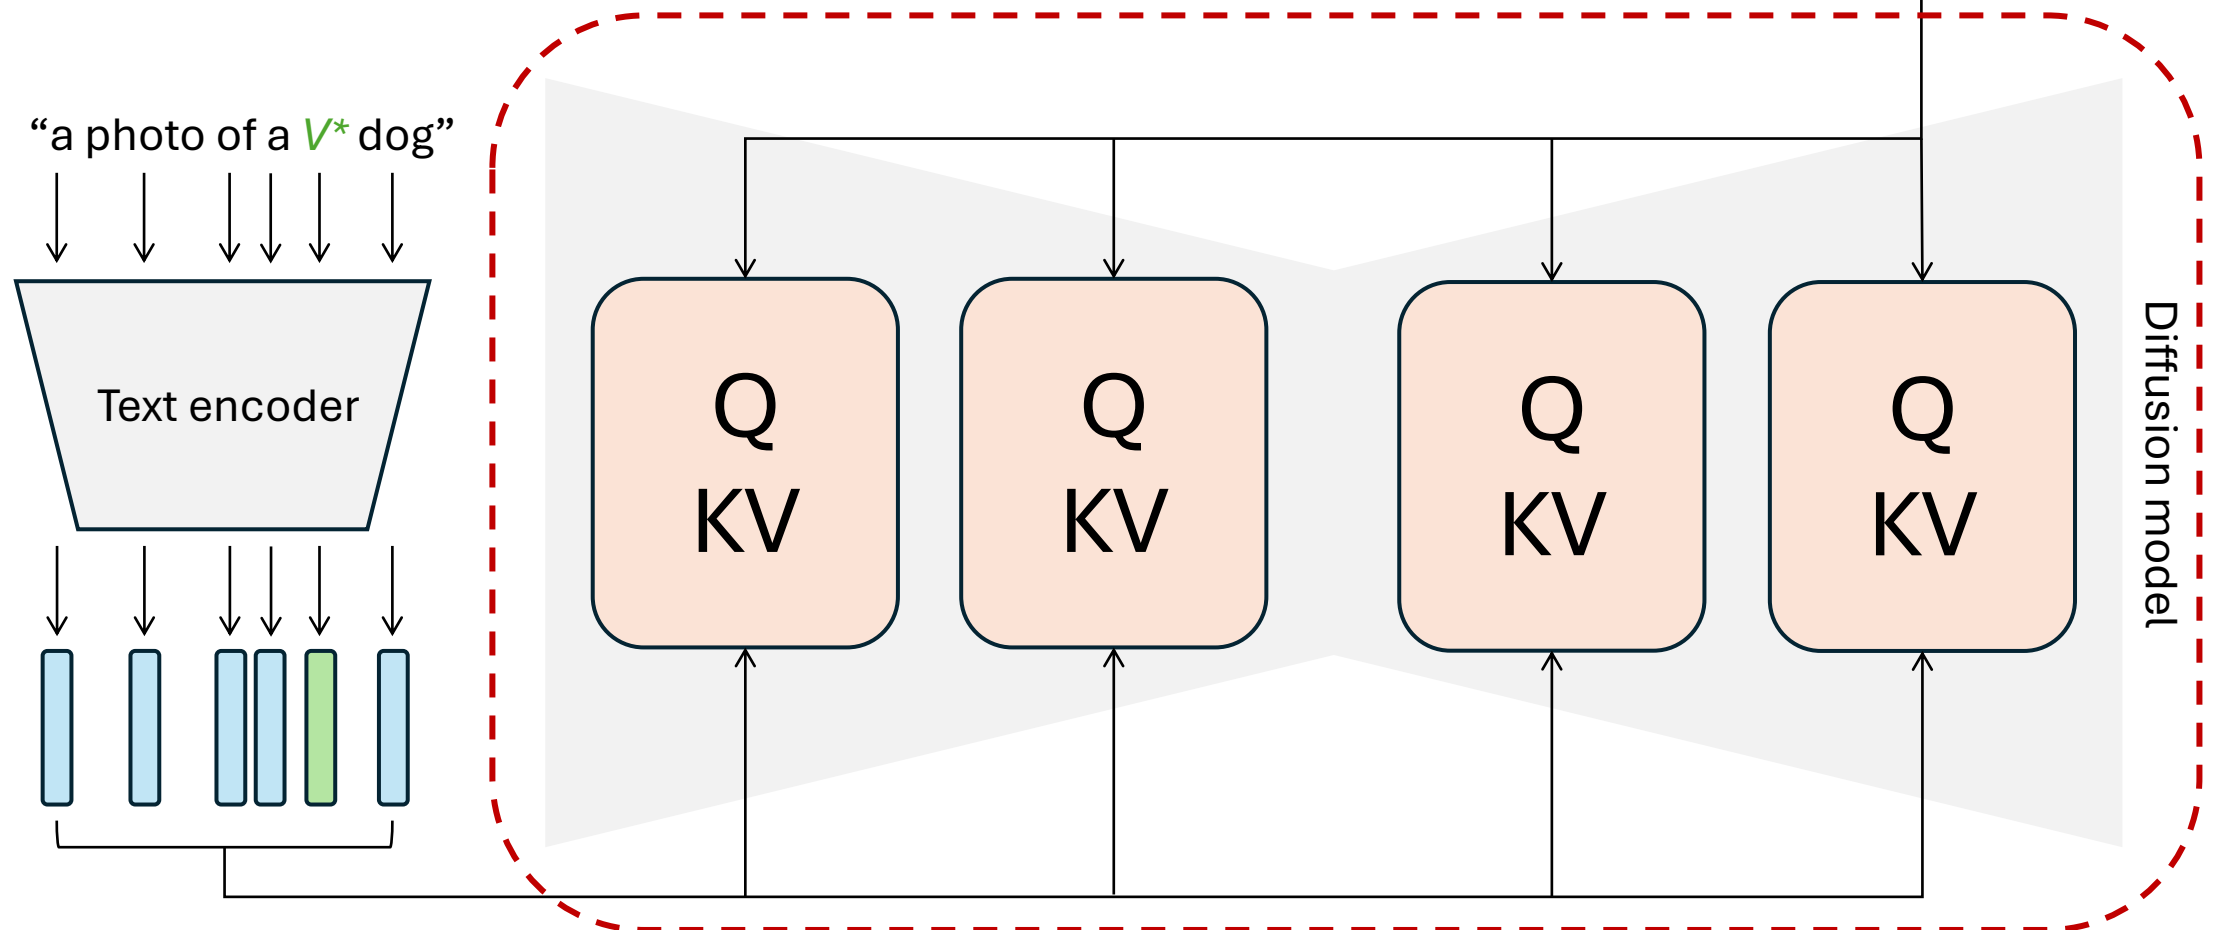 “a photo of a V* dog”
Text encoder
Q
KV
Q
KV
Q
KV
Q
KV
Diffusion model